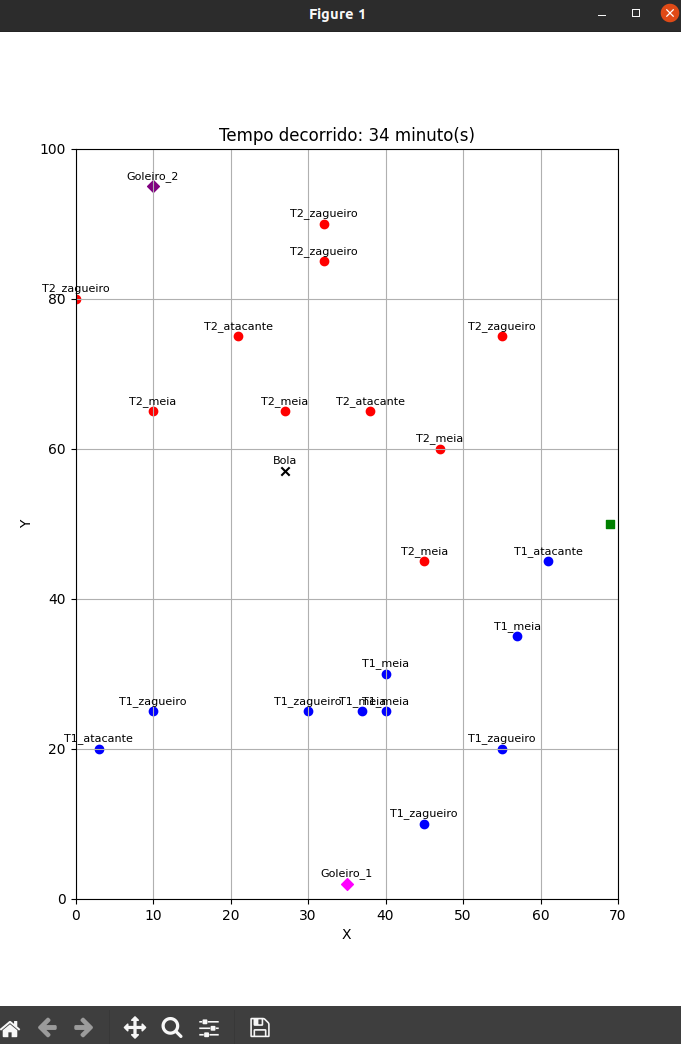 Figure 1
Tempo decorrido: 34 minuto(s)
100
Goleiro_2
T2_zagueiro
T2_zagueiro
T2_zagueiro
80
T2_atacante
T2_zagueiro
T2_meia
T2_meia
T2_atacante
T2_meia
60
Bola
Y
T2_meia
T1_atacante
40
T1_meia
T1_meia
T1_zagueiro
T1_zagueiro
T1_meia
T1_meia
T1_atacante
20
T1_zagueiro
T1_zagueiro
Goleiro_1
0
0 10 20 30 40 50 60 70
X